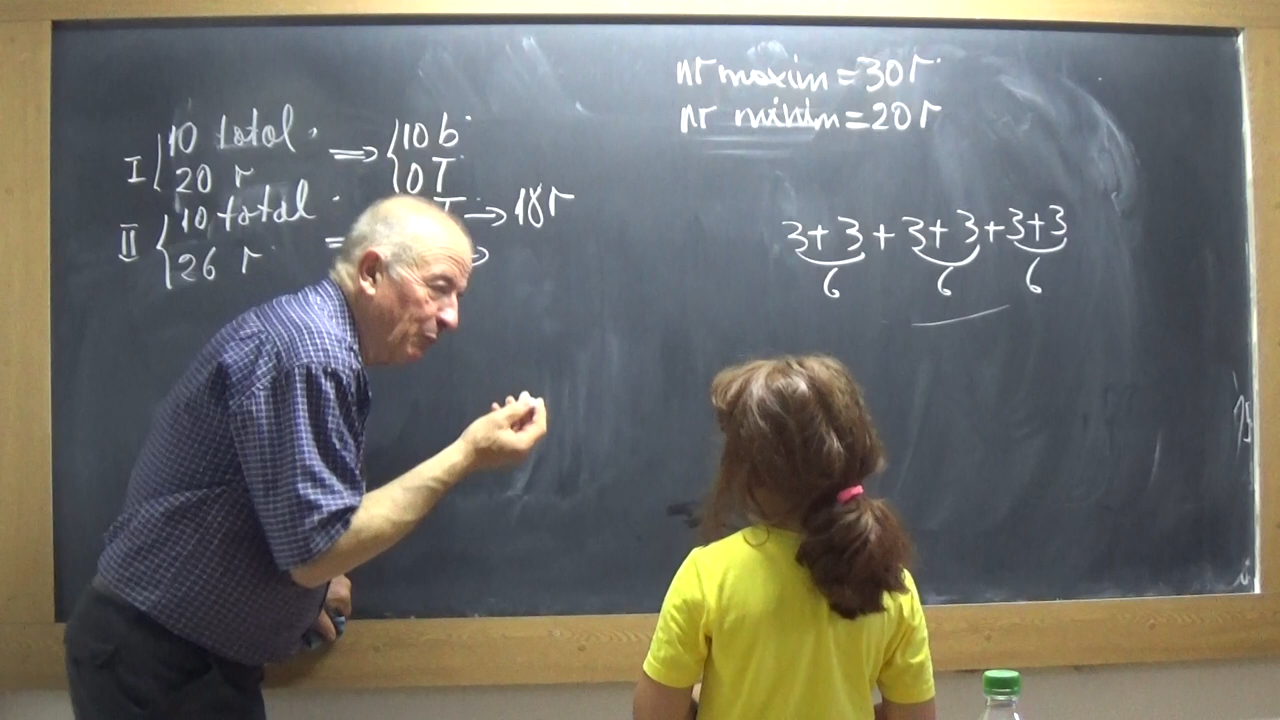 nr maxim = 30 r
nr minim = 20 r
I { 10 total
20 r
=> { 10 b
0 T
II { 10 total
26 r
=
T → 18 r
→
3+3+3+3+3+3
6 6 6